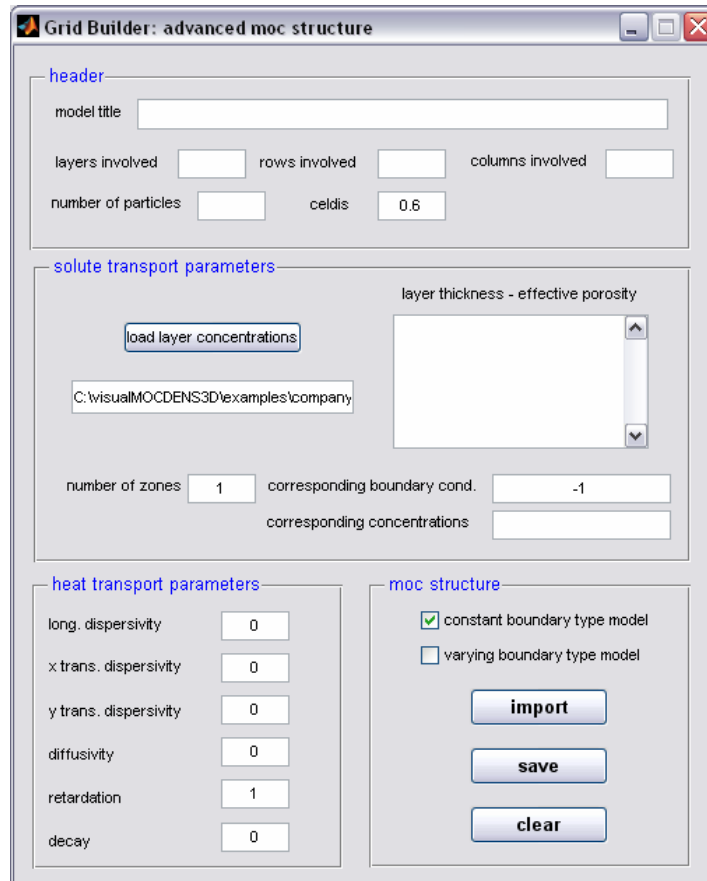 Grid Builder: advanced moc structure
header
model title
layers involved rows involved columns involved
number of particles celdis 0.6
solute transport parameters
layer thickness - effective porosity
load layer concentrations
C:\visualMOCDENS3D\examples\company
number of zones 1 corresponding boundary cond. -1
corresponding concentrations
heat transport parameters
long. dispersivity 0
x trans. dispersivity 0
y trans. dispersivity 0
diffusivity 0
retardation 1
decay 0
moc structure
constant boundary type model
varying boundary type model
import
save
clear